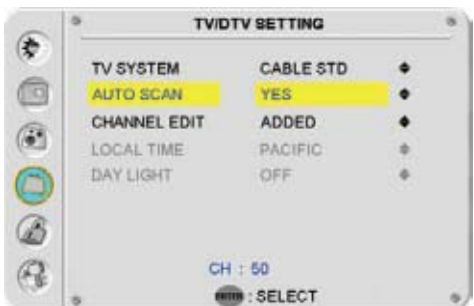 TV/DTV SETTING
TV SYSTEM CABLE STD
AUTO SCAN YES
CHANNEL EDIT ADDED
LOCAL TIME PACIFIC
DAY LIGHT OFF
CH : 50
ENTER : SELECT